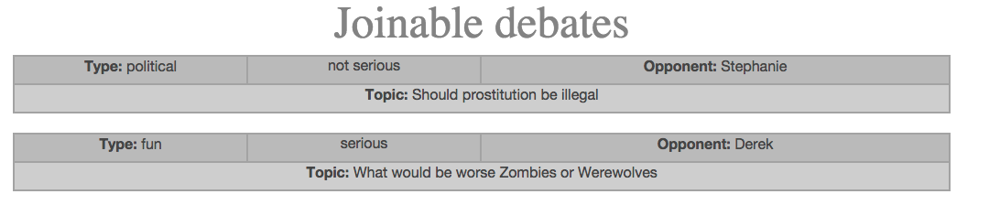 Joinable debates
Type: political not serious Opponent: Stephanie
Topic: Should prostitution be illegal
Type: fun serious Opponent: Derek
Topic: What would be worse Zombies or Werewolves